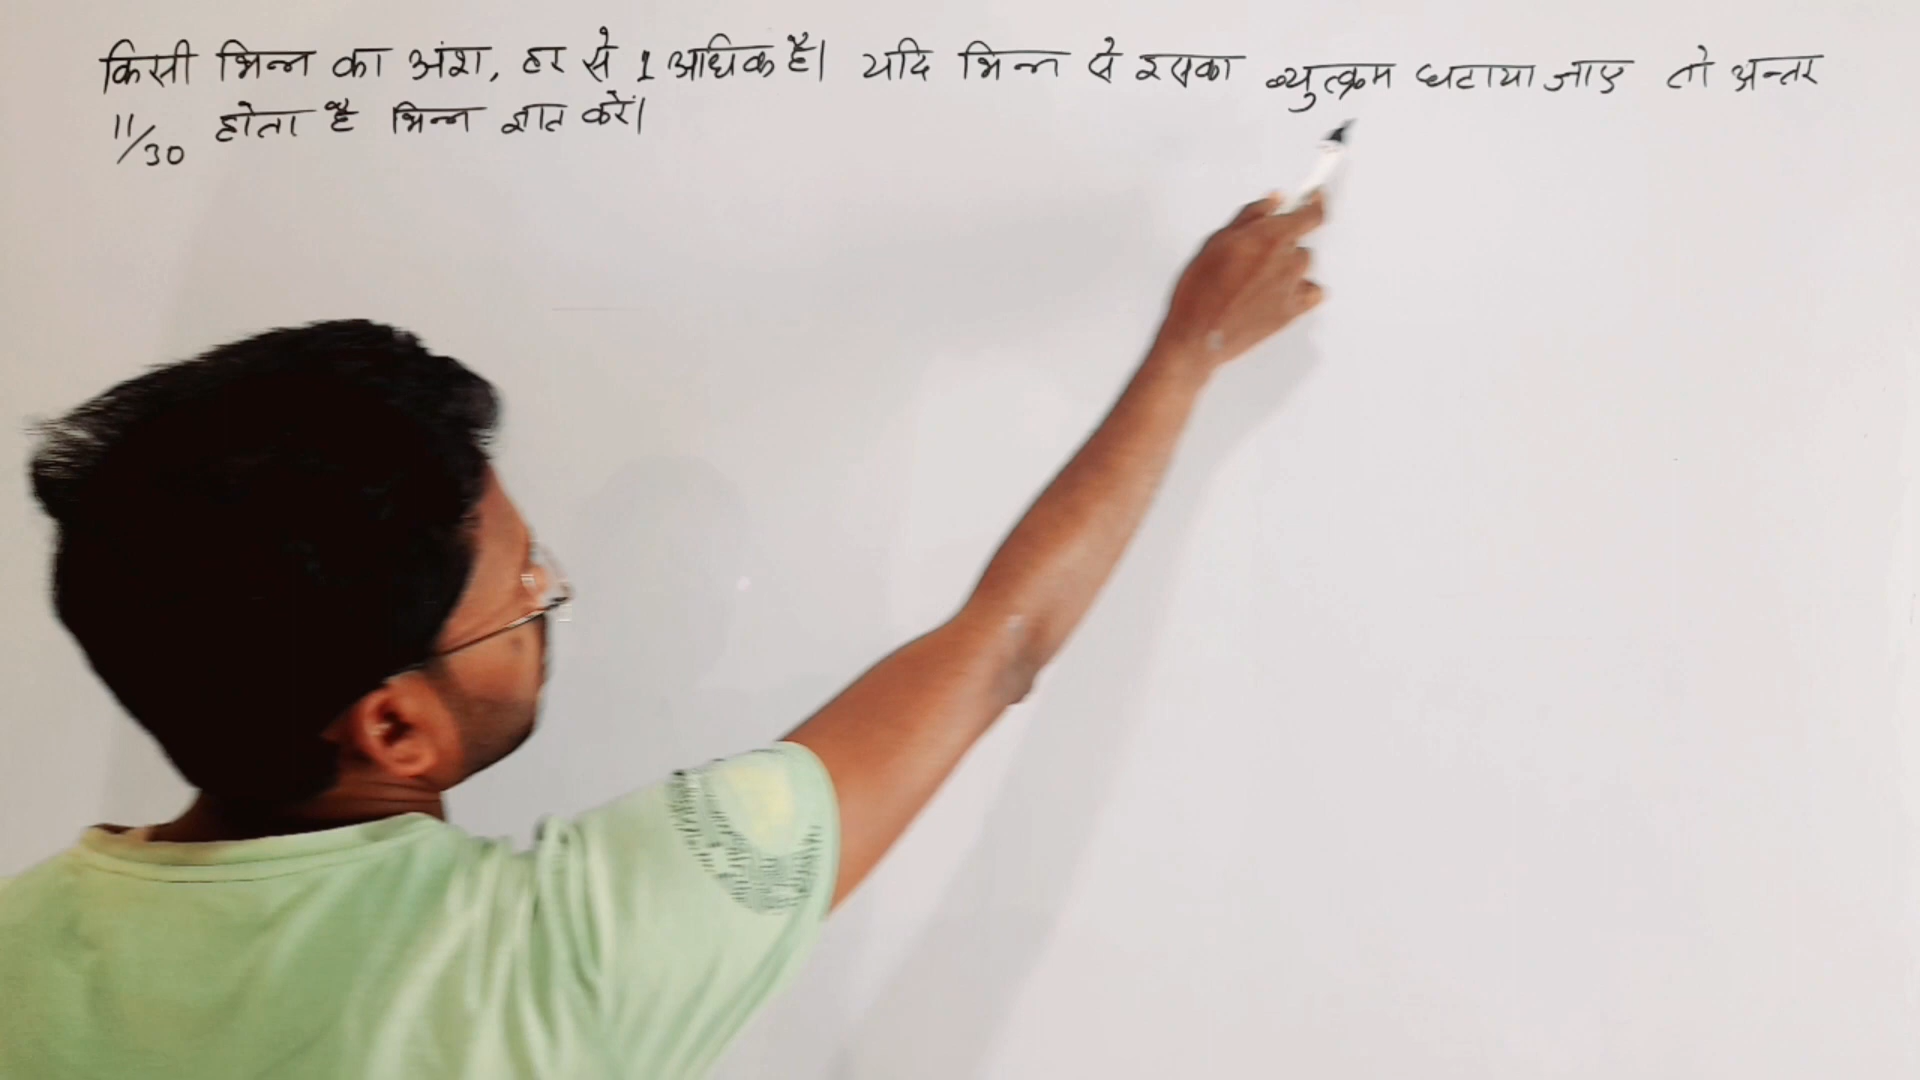 किसी भिन्न का अंश, हर से 1 अधिक है। यदि भिन्न से इसका व्युत्क्रम घटाया जाए तो अन्तर
11/30 होता है भिन्न ज्ञात करें।